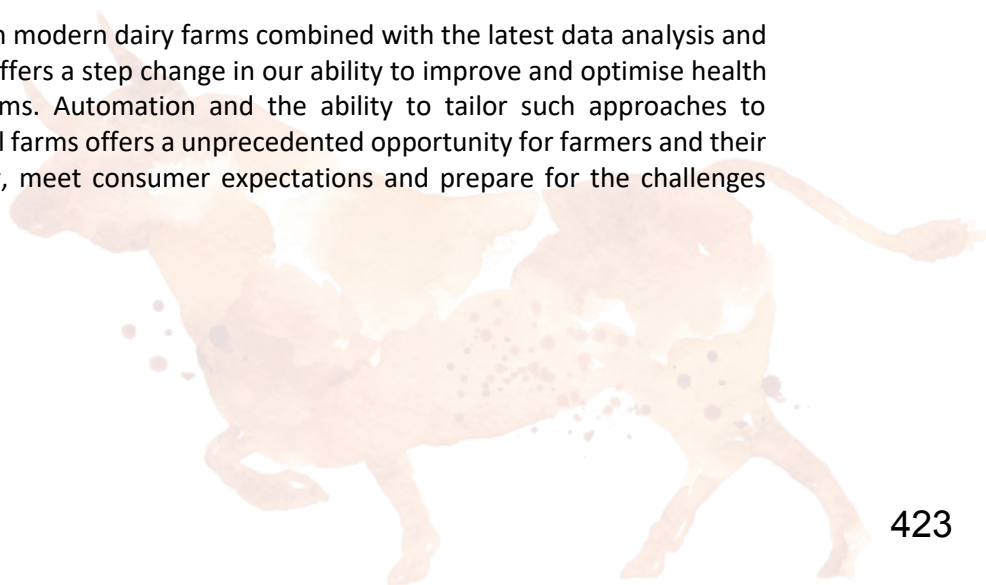 modern dairy farms combined with the latest data analysis and
ffers a step change in our ability to improve and optimise health
ms. Automation and the ability to tailor such approaches to
l farms offers a unprecedented opportunity for farmers and their
, meet consumer expectations and prepare for the challenges
423